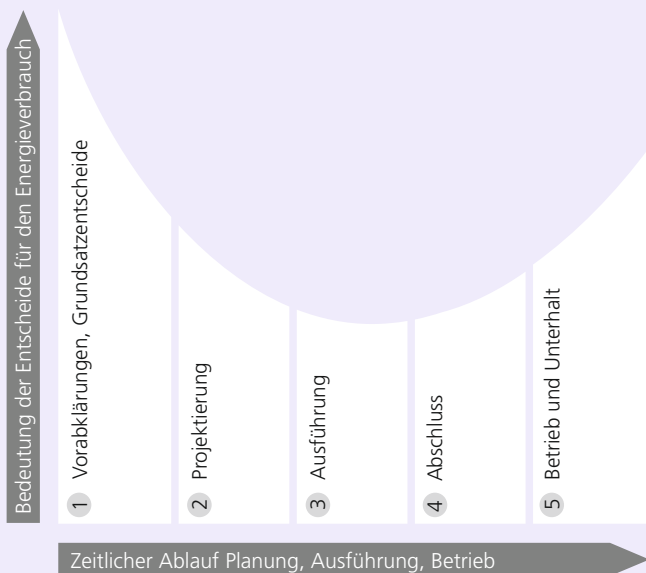 Bedeutung der Entscheide für den Energieverbrauch
1 Vorabklärungen, Grundsatzentscheide
2 Projektierung
3 Ausführung
4 Abschluss
5 Betrieb und Unterhalt
Zeitlicher Ablauf Planung, Ausführung, Betrieb